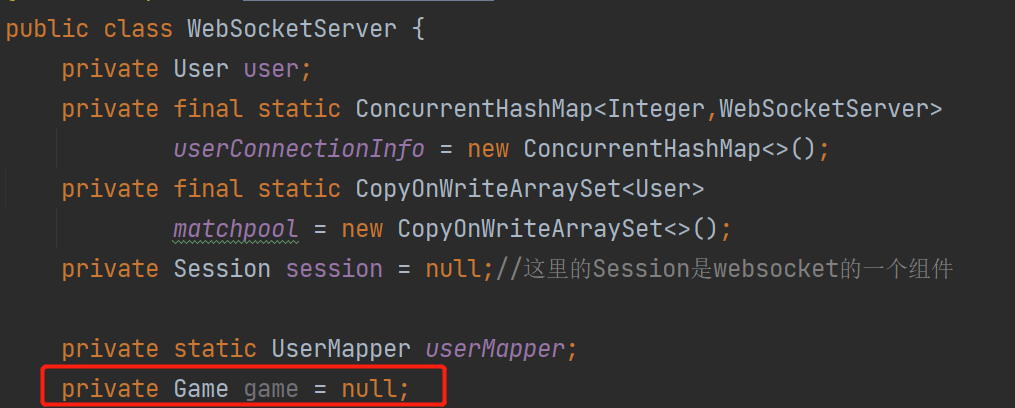 public class WebSocketServer {
    private User user;
    private final static ConcurrentHashMap<Integer,WebSocketServer>
            userConnectionInfo = new ConcurrentHashMap<>();
    private final static CopyOnWriteArraySet<User>
            matchpool = new CopyOnWriteArraySet<>();
    private Session session = null;//这里的Session是websocket的一个组件
    private static UserMapper userMapper;
    private Game game = null;